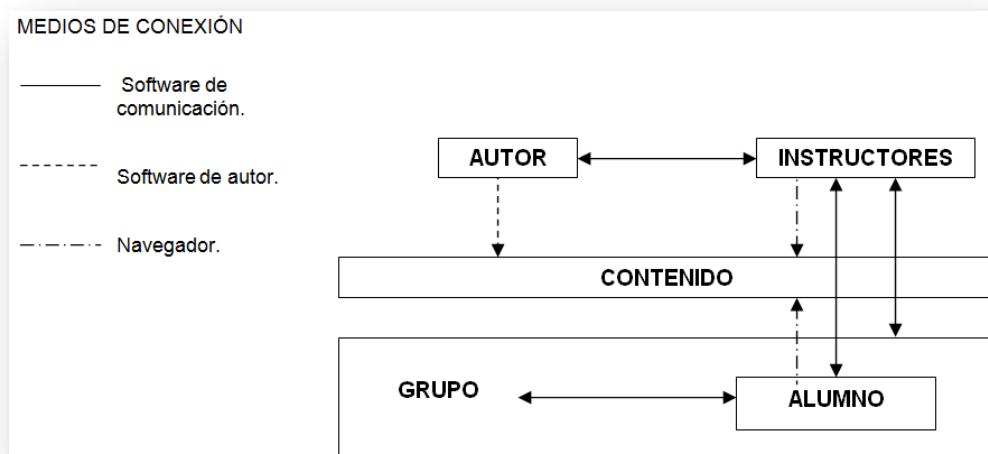 MEDIOS DE CONEXIÓN
Software de
comunicación.
Software de autor.
Navegador.
AUTOR
INSTRUCTORES
CONTENIDO
GRUPO
ALUMNO